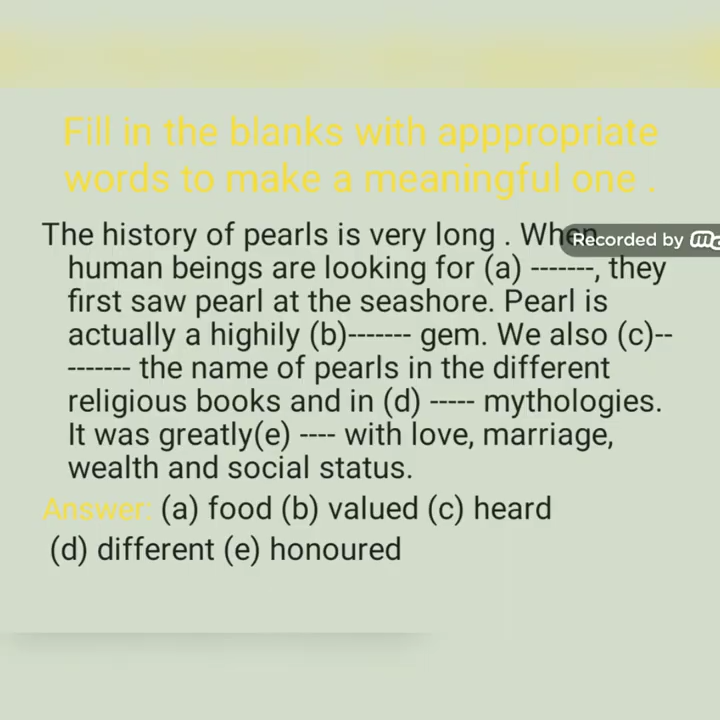 Fill in the blanks with apppropriate
words to make a meaningful one .
The history of pearls is very long . When
Recorded by
human beings are looking for (a) -------, they
first saw pearl at the seashore. Pearl is
actually a highily (b)------- gem. We also (c)--
------- the name of pearls in the different
religious books and in (d) ----- mythologies.
It was greatly(e) ---- with love, marriage,
wealth and social status.
Answer: (a) food (b) valued (c) heard
(d) different (e) honoured